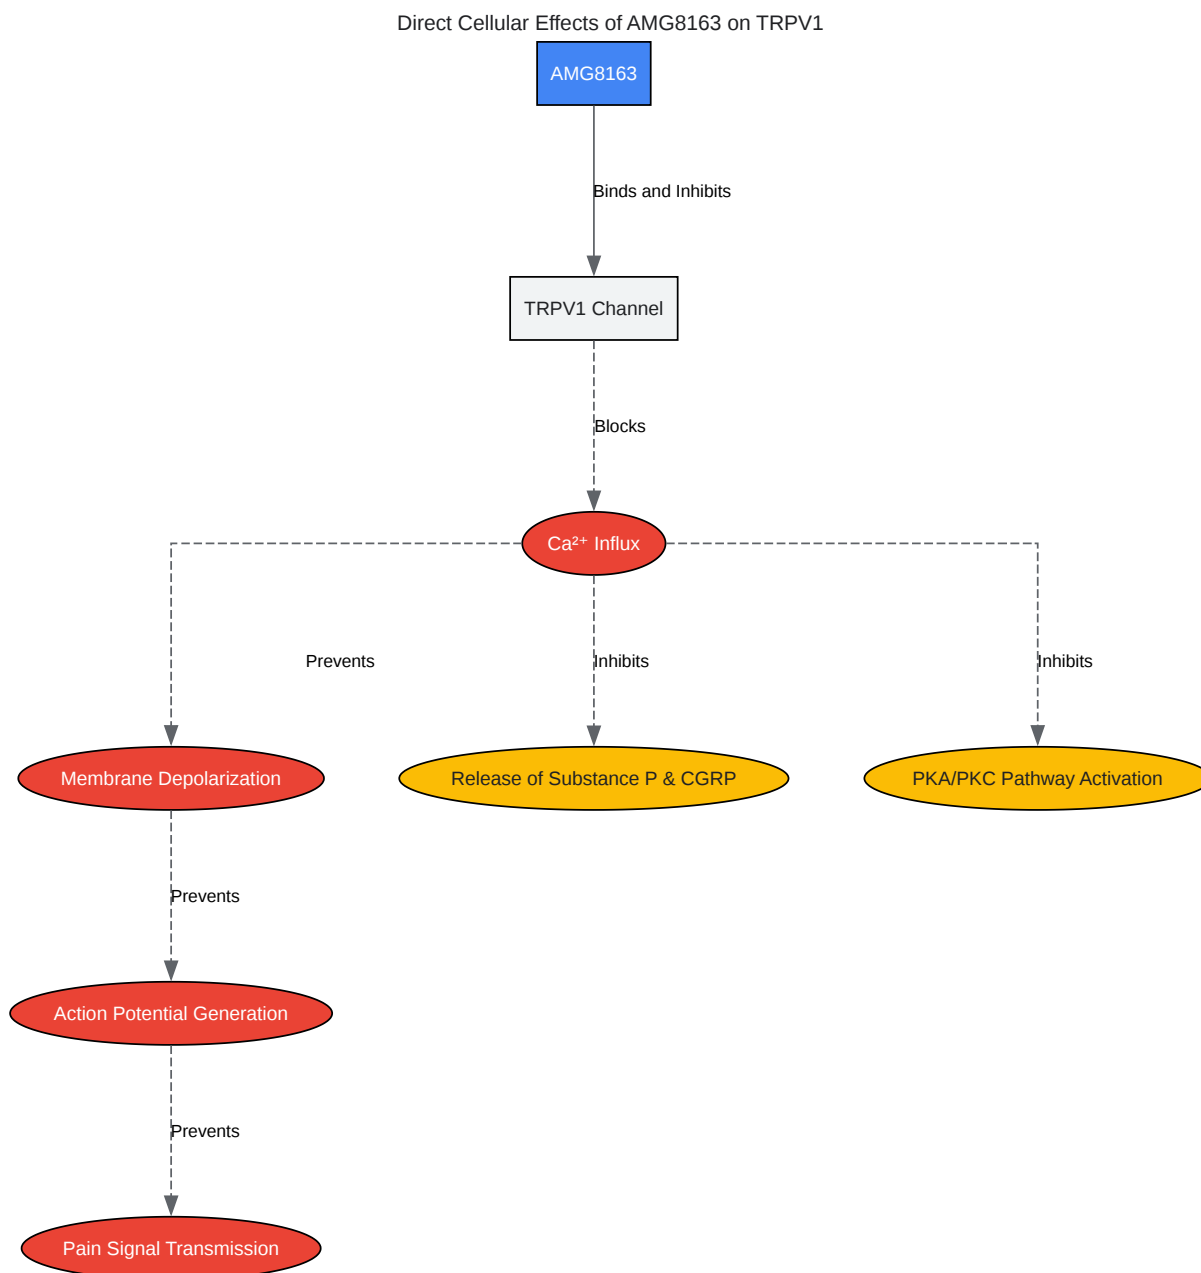 Direct Cellular Effects of AMG8163 on TRPV1
AMG8163
Binds and Inhibits
TRPV1 Channel
Blocks
Ca²⁺ Influx
Prevents
Inhibits
Inhibits
Membrane Depolarization
Release of Substance P & CGRP
PKA/PKC Pathway Activation
Prevents
Action Potential Generation
Prevents
Pain Signal Transmission